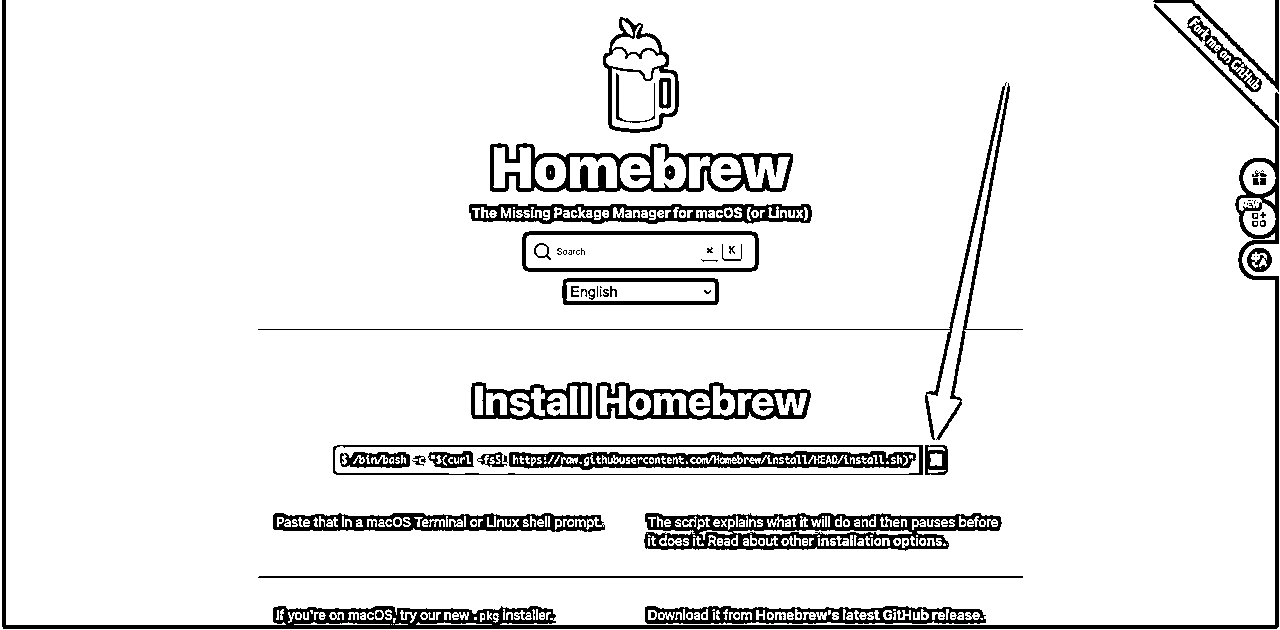 Fork me on GitHub
Homebrew
The Missing Package Manager for macOS (or Linux)
Search ⌘ K
English
NEW
Install Homebrew
$ /bin/bash -c "$(curl -fsSL https://raw.githubusercontent.com/Homebrew/install/HEAD/install.sh)"
Paste that in a macOS Terminal or Linux shell prompt.
The script explains what it will do and then pauses before
it does it. Read about other installation options.
If you're on macOS, try our new .pkg installer.
Download it from Homebrew's latest GitHub release.